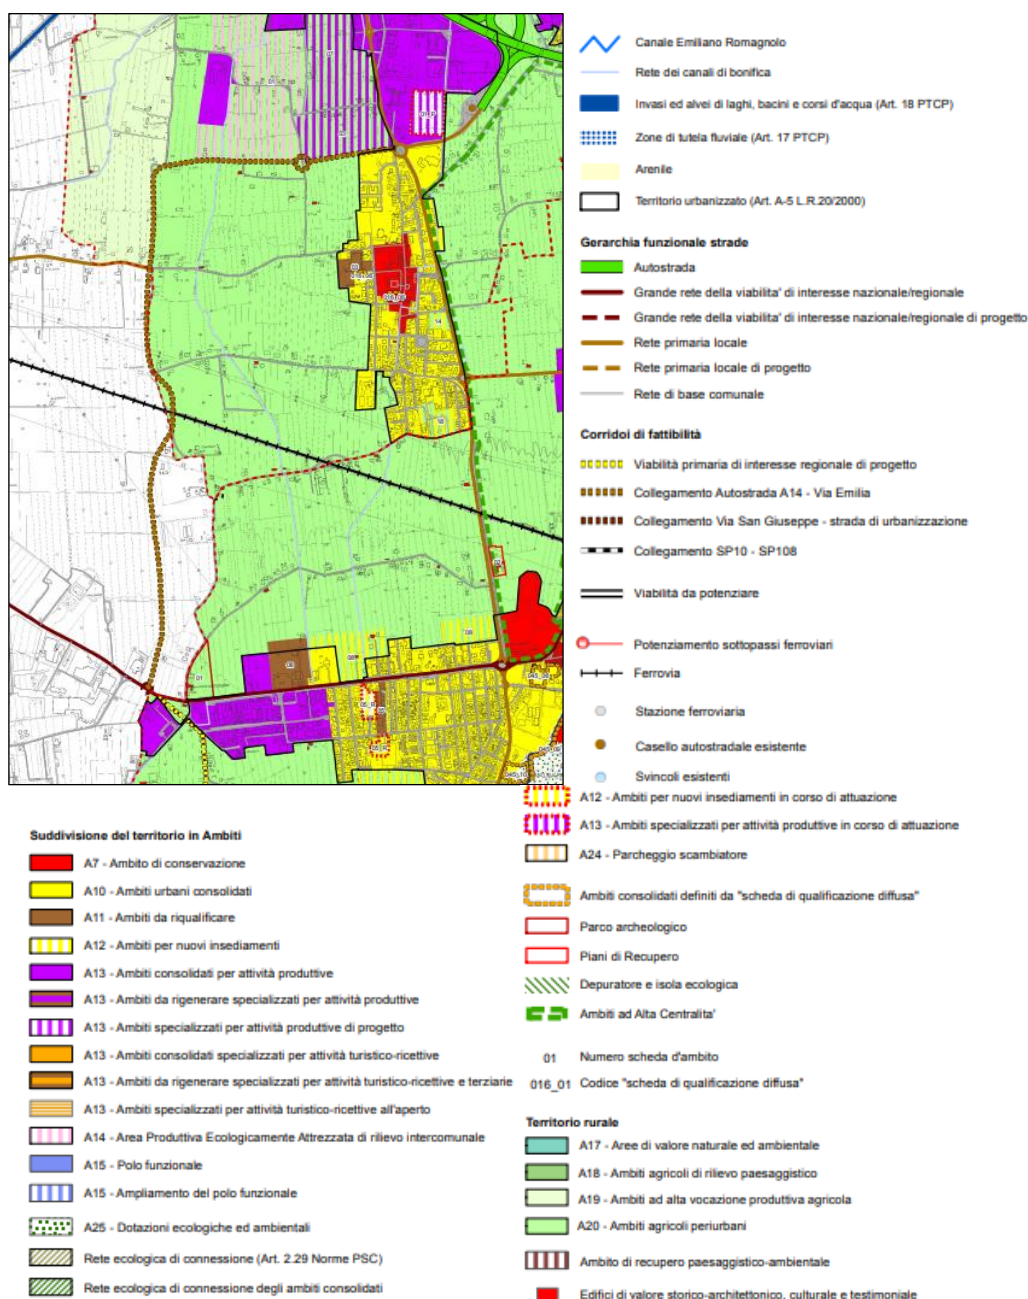 Canale Emiliano Romagnolo
Rete dei canali di bonifica
Invasi ed alvei di laghi, bacini e corsi d'acqua (Art. 18 PTCP)
Zone di tutela fluviale (Art. 17 PTCP)
Arenile
Territorio urbanizzato (Art. A-5 L.R.20/2000)
Gerarchia funzionale strade
Autostrada
Grande rete della viabilita' di interesse nazionale/regionale
Grande rete della viabilita' di interesse nazionale/regionale di progetto
Rete primaria locale
Rete primaria locale di progetto
Rete di base comunale
Corridoi di fattibilità
Viabilità primaria di interesse regionale di progetto
Collegamento Autostrada A14 - Via Emilia
Collegamento Via San Giuseppe - strada di urbanizzazione
Collegamento SP10 - SP108
Viabilità da potenziare
Potenziamento sottopassi ferroviari
Ferrovia
Stazione ferroviaria
Casello autostradale esistente
Svincoli esistenti
A12 - Ambiti per nuovi insediamenti in corso di attuazione
A13 - Ambiti specializzati per attività produttive in corso di attuazione
A24 - Parcheggio scambiatore
Ambiti consolidati definiti da "scheda di qualificazione diffusa"
Parco archeologico
Piani di Recupero
Depuratore e isola ecologica
Ambiti ad Alta Centralita'
01 Numero scheda d'ambito
016_01 Codice "scheda di qualificazione diffusa"
Territorio rurale
A17 - Aree di valore naturale ed ambientale
A18 - Ambiti agricoli di rilievo paesaggistico
A19 - Ambiti ad alta vocazione produttiva agricola
A20 - Ambiti agricoli periurbani
Ambito di recupero paesaggistico-ambientale
Edifici di valore storico-architettonico, culturale e testimoniale
Suddivisione del territorio in Ambiti
A7 - Ambito di conservazione
A10 - Ambiti urbani consolidati
A11 - Ambiti da riqualificare
A12 - Ambiti per nuovi insediamenti
A13 - Ambiti consolidati per attività produttive
A13 - Ambiti da rigenerare specializzati per attività produttive
A13 - Ambiti specializzati per attività produttive di progetto
A13 - Ambiti consolidati specializzati per attività turistico-ricettive
A13 - Ambiti da rigenerare specializzati per attività turistico-ricettive e terziarie
A13 - Ambiti specializzati per attività turistico-ricettive all'aperto
A14 - Area Produttiva Ecologicamente Attrezzata di rilievo intercomunale
A15 - Polo funzionale
A15 - Ampliamento del polo funzionale
A25 - Dotazioni ecologiche ed ambientali
Rete ecologica di connessione (Art. 2.29 Norme PSC)
Rete ecologica di connessione degli ambiti consolidati